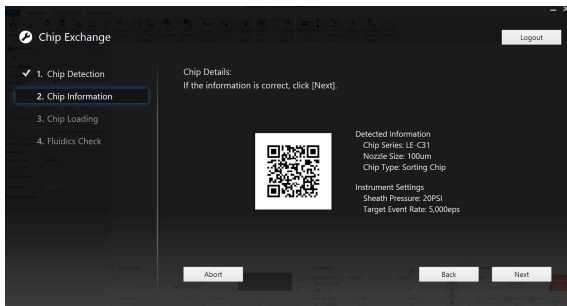 Chip Exchange
Logout
1. Chip Detection
2. Chip Information
3. Chip Loading
4. Fluidics Check
Chip Details:
If the information is correct, click [Next].
Detected Information
Chip Series: LE-C31
Nozzle Size: 100um
Chip Type: Sorting Chip
Instrument Settings
Sheath Pressure: 20PSI
Target Event Rate: 5,000eps
Abort
Back
Next